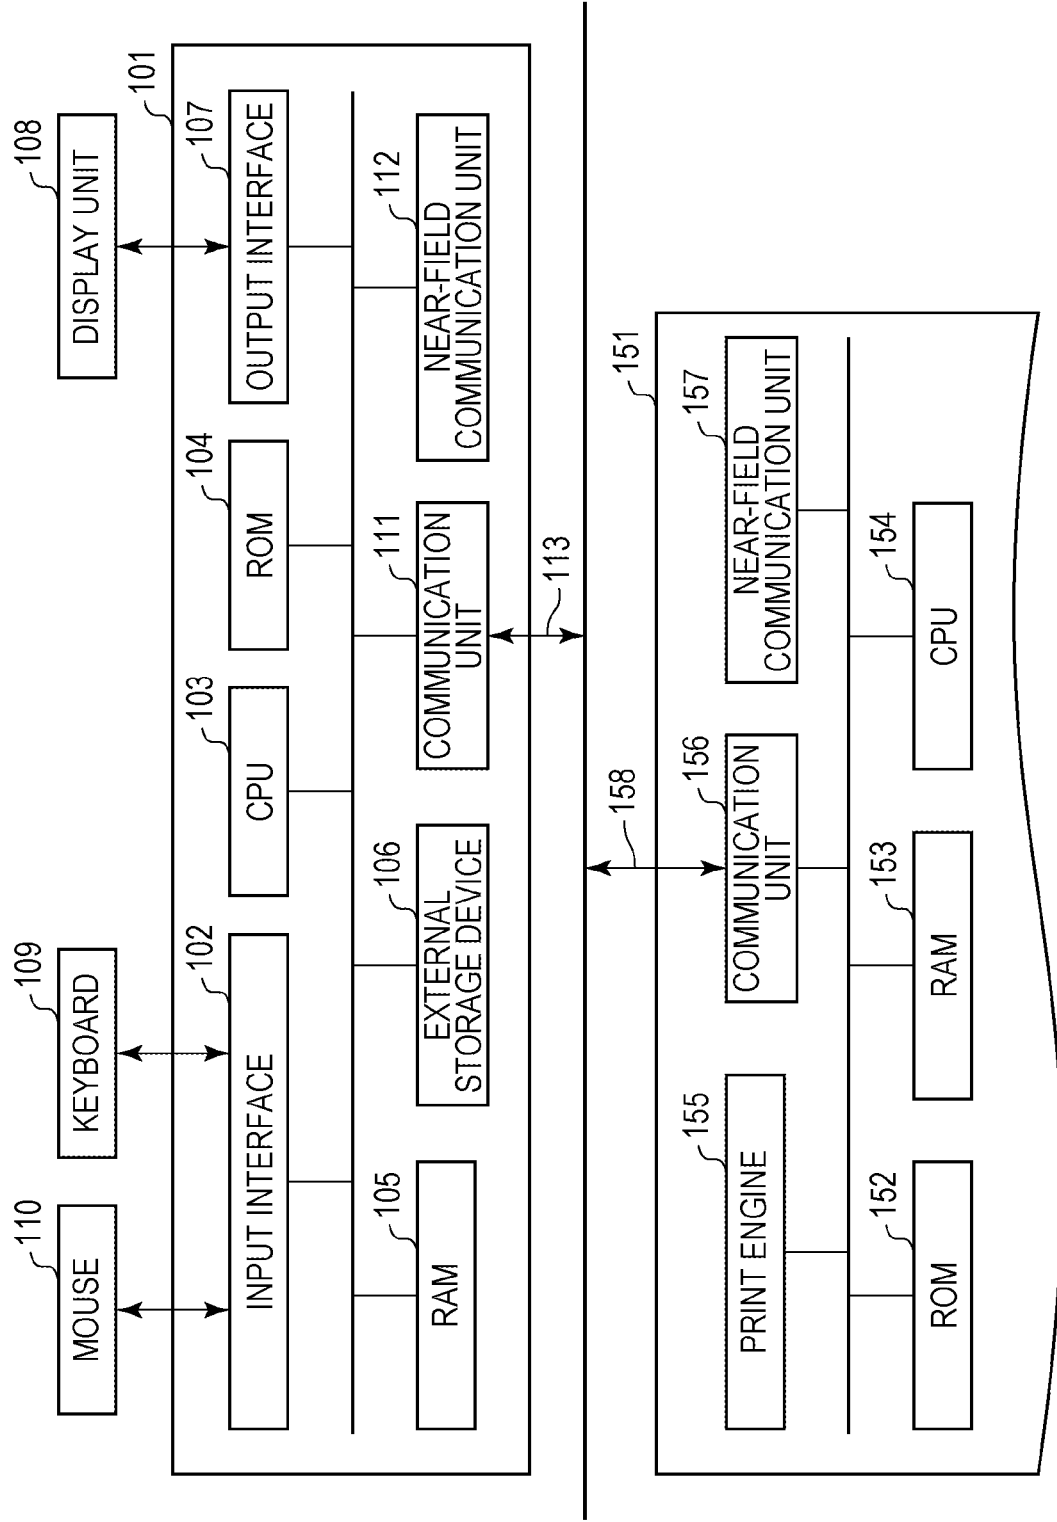 110
MOUSE
109
KEYBOARD
108
DISPLAY UNIT
101
102
INPUT INTERFACE
103
CPU
104
ROM
107
OUTPUT INTERFACE
105
RAM
106
EXTERNAL
STORAGE DEVICE
111
COMMUNICATION
UNIT
112
NEAR-FIELD
COMMUNICATION UNIT
113
158
151
155
PRINT ENGINE
156
COMMUNICATION
UNIT
157
NEAR-FIELD
COMMUNICATION UNIT
152
ROM
153
RAM
154
CPU